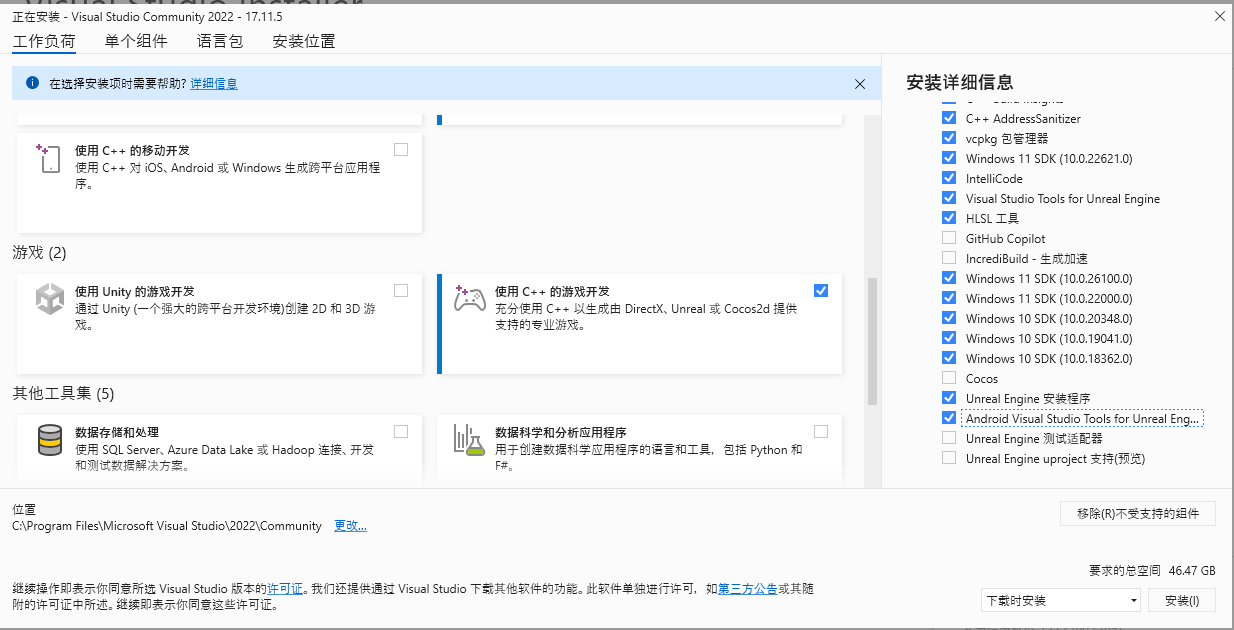 Visual Studio Installer
正在安装 - Visual Studio Community 2022 - 17.11.5
工作负荷 单个组件 语言包 安装位置
在选择安装项时需要帮助? 详细信息
使用 C++ 的移动开发
使用 C++ 对 iOS、Android 或 Windows 生成跨平台应用程
序。
游戏 (2)
使用 Unity 的游戏开发
通过 Unity (一个强大的跨平台开发环境)创建 2D 和 3D 游
戏。
使用 C++ 的游戏开发
充分使用 C++ 以生成由 DirectX、Unreal 或 Cocos2d 提供
支持的专业游戏。
其他工具集 (5)
数据存储和处理
使用 SQL Server、Azure Data Lake 或 Hadoop 连接、开发
和测试数据解决方案。
数据科学和分析应用程序
用于创建数据科学应用程序的语言和工具，包括 Python 和
F#。
安装详细信息
C++ Build Insights
C++ AddressSanitizer
vcpkg 包管理器
Windows 11 SDK (10.0.22621.0)
IntelliCode
Visual Studio Tools for Unreal Engine
HLSL 工具
GitHub Copilot
IncrediBuild - 生成加速
Windows 11 SDK (10.0.26100.0)
Windows 11 SDK (10.0.22000.0)
Windows 10 SDK (10.0.20348.0)
Windows 10 SDK (10.0.19041.0)
Windows 10 SDK (10.0.18362.0)
Cocos
Unreal Engine 安装程序
Android Visual Studio Tools for Unreal Eng...
Unreal Engine 测试适配器
Unreal Engine uproject 支持(预览)
位置
C:\Program Files\Microsoft Visual Studio\2022\Community 更改...
移除(R)不受支持的组件
要求的总空间 46.47 GB
继续操作即表示你同意所选 Visual Studio 版本的许可证。我们还提供通过 Visual Studio 下载其他软件的功能。此软件单独进行许可，如第三方公告或其随
附的许可证中所述。继续即表示你同意这些许可证。
下载时安装 安装(I)